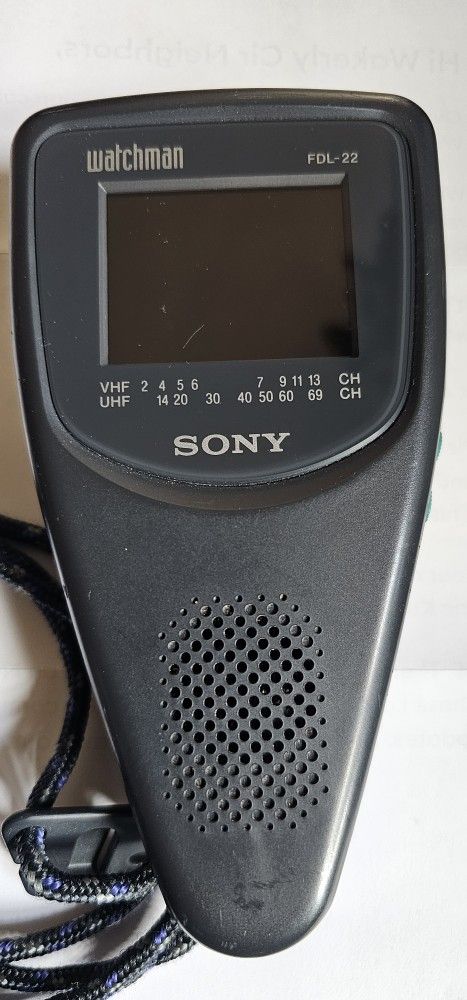 Hi Wakerly Cir Neighbors,
watchman FDL-22
VHF 2 4 5 6 7 9 11 13 CH
UHF 14 20 30 40 50 60 69 CH
SONY